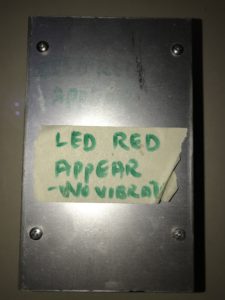 LED RED
APPEAR
-NO VIBRAT